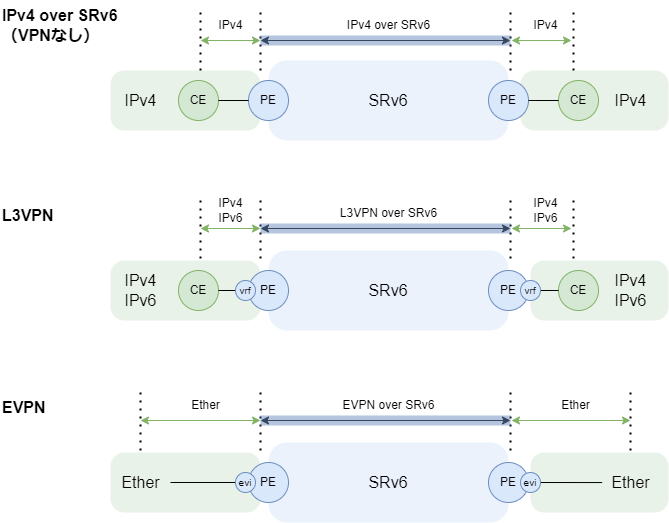 IPv4 over SRv6
（VPNなし）
IPv4
IPv4 over SRv6
IPv4
IPv4
CE
PE
SRv6
PE
CE
IPv4
L3VPN
IPv4
IPv6
L3VPN over SRv6
IPv4
IPv6
IPv4
IPv6
CE
vrf
PE
SRv6
PE
vrf
CE
IPv4
IPv6
EVPN
Ether
EVPN over SRv6
Ether
Ether
evi
PE
SRv6
PE
evi
Ether